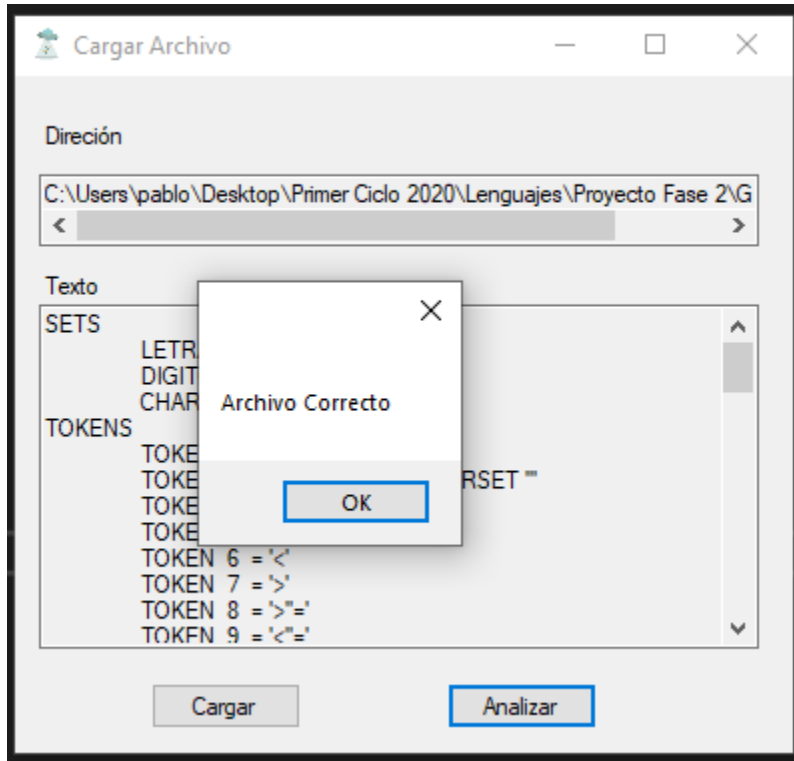 Cargar Archivo
Direción
C:\Users\pablo\Desktop\Primer Ciclo 2020\Lenguajes\Proyecto Fase 2\G
Texto
SETS
LETR
DIGIT
CHAR
Archivo Correcto
TOKENS
TOKE
TOKE RSET '"
TOKE
OK
TOKE
TOKEN 6 = '<'
TOKEN 7 = '>'
TOKEN 8 = '>''='
TOKEN 9 = '<''='
Cargar
Analizar